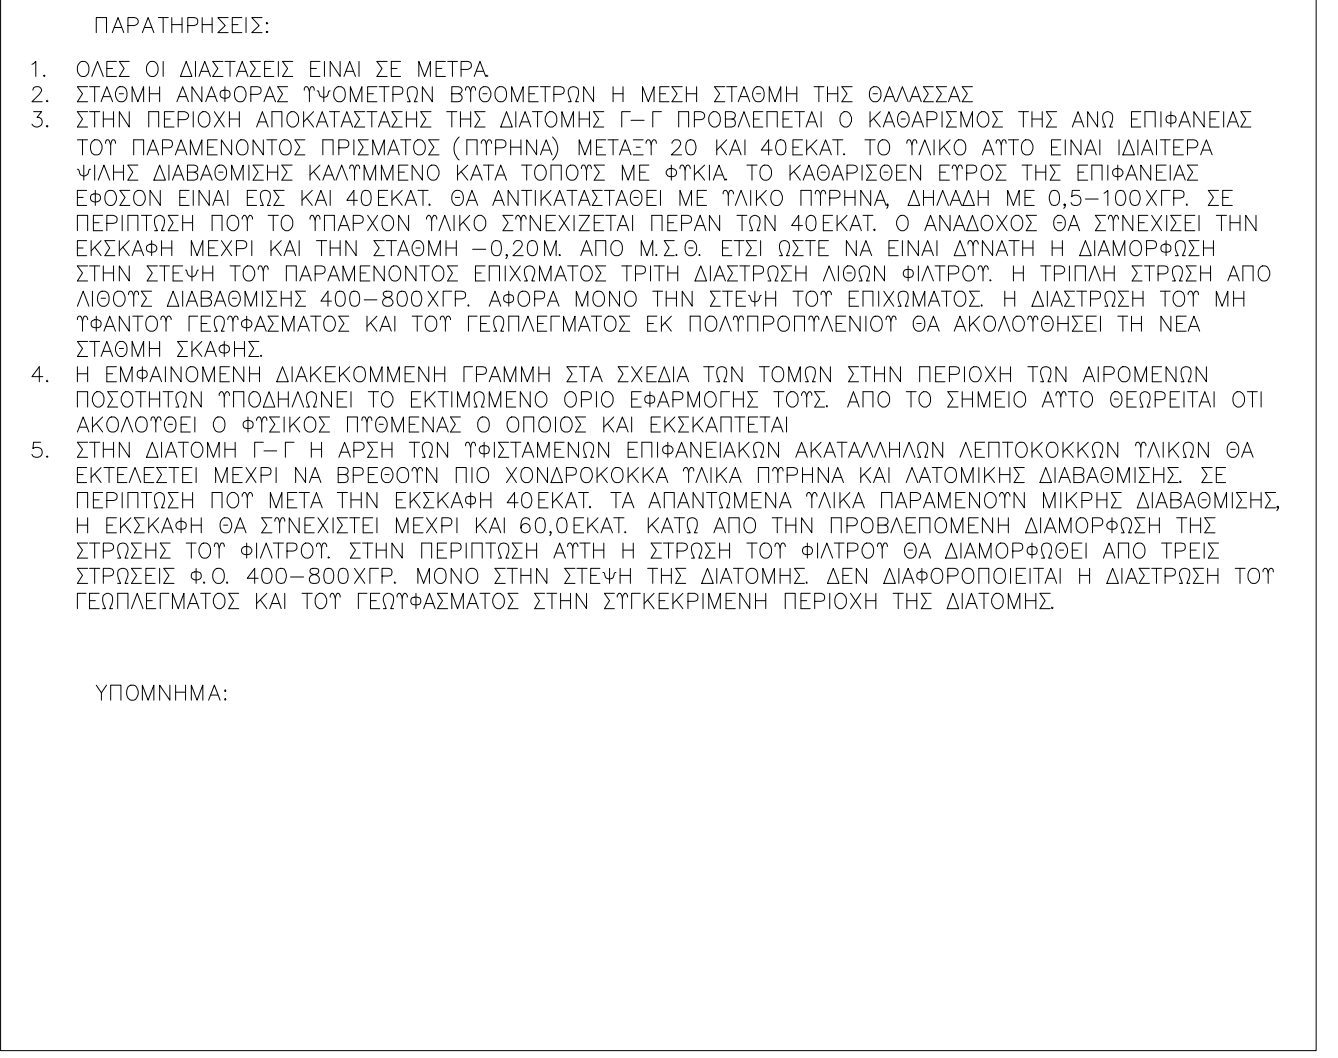 ΠΑΡΑΤΗΡΗΣΕΙΣ:
1. ΟΛΕΣ ΟΙ ΔΙΑΣΤΑΣΕΙΣ ΕΙΝΑΙ ΣΕ ΜΕΤΡΑ.
2. ΣΤΑΘΜΗ ΑΝΑΦΟΡΑΣ ΥΨΟΜΕΤΡΩΝ ΒΥΘΟΜΕΤΡΩΝ Η ΜΕΣΗ ΣΤΑΘΜΗ ΤΗΣ ΘΑΛΑΣΣΑΣ
3. ΣΤΗΝ ΠΕΡΙΟΧΗ ΑΠΟΚΑΤΑΣΤΑΣΗΣ ΤΗΣ ΔΙΑΤΟΜΗΣ Γ-Γ ΠΡΟΒΛΕΠΕΤΑΙ Ο ΚΑΘΑΡΙΣΜΟΣ ΤΗΣ ΑΝΩ ΕΠΙΦΑΝΕΙΑΣ
ΤΟΥ ΠΑΡΑΜΕΝΟΝΤΟΣ ΠΡΙΣΜΑΤΟΣ (ΠΥΡΗΝΑ) ΜΕΤΑΞΥ 20 ΚΑΙ 40ΕΚΑΤ. ΤΟ ΥΛΙΚΟ ΑΥΤΟ ΕΙΝΑΙ ΙΔΙΑΙΤΕΡΑ
ΨΙΛΗΣ ΔΙΑΒΑΘΜΙΣΗΣ ΚΑΛΥΜΜΕΝΟ ΚΑΤΑ ΤΟΠΟΥΣ ΜΕ ΦΥΚΙΑ. ΤΟ ΚΑΘΑΡΙΣΘΕΝ ΕΥΡΟΣ ΤΗΣ ΕΠΙΦΑΝΕΙΑΣ
ΕΦΟΣΟΝ ΕΙΝΑΙ ΕΩΣ ΚΑΙ 40ΕΚΑΤ. ΘΑ ΑΝΤΙΚΑΤΑΣΤΑΘΕΙ ΜΕ ΥΛΙΚΟ ΠΥΡΗΝΑ, ΔΗΛΑΔΗ ΜΕ 0,5-100ΧΓΡ. ΣΕ
ΠΕΡΙΠΤΩΣΗ ΠΟΥ ΤΟ ΥΠΑΡΧΟΝ ΥΛΙΚΟ ΣΥΝΕΧΙΖΕΤΑΙ ΠΕΡΑΝ ΤΩΝ 40ΕΚΑΤ. Ο ΑΝΑΔΟΧΟΣ ΘΑ ΣΥΝΕΧΙΣΕΙ ΤΗΝ
ΕΚΣΚΑΦΗ ΜΕΧΡΙ ΚΑΙ ΤΗΝ ΣΤΑΘΜΗ -0,20Μ. ΑΠΟ Μ.Σ.Θ. ΕΤΣΙ ΩΣΤΕ ΝΑ ΕΙΝΑΙ ΔΥΝΑΤΗ Η ΔΙΑΜΟΡΦΩΣΗ
ΣΤΗΝ ΣΤΕΨΗ ΤΟΥ ΠΑΡΑΜΕΝΟΝΤΟΣ ΕΠΙΧΩΜΑΤΟΣ ΤΡΙΤΗ ΔΙΑΣΤΡΩΣΗ ΛΙΘΩΝ ΦΙΛΤΡΟΥ. Η ΤΡΙΠΛΗ ΣΤΡΩΣΗ ΑΠΟ
ΛΙΘΟΥΣ ΔΙΑΒΑΘΜΙΣΗΣ 400-800ΧΓΡ. ΑΦΟΡΑ ΜΟΝΟ ΤΗΝ ΣΤΕΨΗ ΤΟΥ ΕΠΙΧΩΜΑΤΟΣ. Η ΔΙΑΣΤΡΩΣΗ ΤΟΥ ΜΗ
ΥΦΑΝΤΟΥ ΓΕΩΥΦΑΣΜΑΤΟΣ ΚΑΙ ΤΟΥ ΓΕΩΠΛΕΓΜΑΤΟΣ ΕΚ ΠΟΛΥΠΡΟΠΥΛΕΝΙΟΥ ΘΑ ΑΚΟΛΟΥΘΗΣΕΙ ΤΗ ΝΕΑ
ΣΤΑΘΜΗ ΣΚΑΦΗΣ.
4. Η ΕΜΦΑΙΝΟΜΕΝΗ ΔΙΑΚΕΚΟΜΜΕΝΗ ΓΡΑΜΜΗ ΣΤΑ ΣΧΕΔΙΑ ΤΩΝ ΤΟΜΩΝ ΣΤΗΝ ΠΕΡΙΟΧΗ ΤΩΝ ΑΙΡΟΜΕΝΩΝ
ΠΟΣΟΤΗΤΩΝ ΥΠΟΔΗΛΩΝΕΙ ΤΟ ΕΚΤΙΜΩΜΕΝΟ ΟΡΙΟ ΕΦΑΡΜΟΓΗΣ ΤΟΥΣ. ΑΠΟ ΤΟ ΣΗΜΕΙΟ ΑΥΤΟ ΘΕΩΡΕΙΤΑΙ ΟΤΙ
ΑΚΟΛΟΥΘΕΙ Ο ΦΥΣΙΚΟΣ ΠΥΘΜΕΝΑΣ Ο ΟΠΟΙΟΣ ΚΑΙ ΕΚΣΚΑΠΤΕΤΑΙ
5. ΣΤΗΝ ΔΙΑΤΟΜΗ Γ-Γ Η ΑΡΣΗ ΤΩΝ ΥΦΙΣΤΑΜΕΝΩΝ ΕΠΙΦΑΝΕΙΑΚΩΝ ΑΚΑΤΑΛΛΗΛΩΝ ΛΕΠΤΟΚΟΚΚΩΝ ΥΛΙΚΩΝ ΘΑ
ΕΚΤΕΛΕΣΤΕΙ ΜΕΧΡΙ ΝΑ ΒΡΕΘΟΥΝ ΠΙΟ ΧΟΝΔΡΟΚΟΚΚΑ ΥΛΙΚΑ ΠΥΡΗΝΑ ΚΑΙ ΛΑΤΟΜΙΚΗΣ ΔΙΑΒΑΘΜΙΣΗΣ. ΣΕ
ΠΕΡΙΠΤΩΣΗ ΠΟΥ ΜΕΤΑ ΤΗΝ ΕΚΣΚΑΦΗ 40ΕΚΑΤ. ΤΑ ΑΠΑΝΤΩΜΕΝΑ ΥΛΙΚΑ ΠΑΡΑΜΕΝΟΥΝ ΜΙΚΡΗΣ ΔΙΑΒΑΘΜΙΣΗΣ,
Η ΕΚΣΚΑΦΗ ΘΑ ΣΥΝΕΧΙΣΤΕΙ ΜΕΧΡΙ ΚΑΙ 60,0ΕΚΑΤ. ΚΑΤΩ ΑΠΟ ΤΗΝ ΠΡΟΒΛΕΠΟΜΕΝΗ ΔΙΑΜΟΡΦΩΣΗ ΤΗΣ
ΣΤΡΩΣΗΣ ΤΟΥ ΦΙΛΤΡΟΥ. ΣΤΗΝ ΠΕΡΙΠΤΩΣΗ ΑΥΤΗ Η ΣΤΡΩΣΗ ΤΟΥ ΦΙΛΤΡΟΥ ΘΑ ΔΙΑΜΟΡΦΩΘΕΙ ΑΠΟ ΤΡΕΙΣ
ΣΤΡΩΣΕΙΣ Φ.Ο. 400-800ΧΓΡ. ΜΟΝΟ ΣΤΗΝ ΣΤΕΨΗ ΤΗΣ ΔΙΑΤΟΜΗΣ. ΔΕΝ ΔΙΑΦΟΡΟΠΟΙΕΙΤΑΙ Η ΔΙΑΣΤΡΩΣΗ ΤΟΥ
ΓΕΩΠΛΕΓΜΑΤΟΣ ΚΑΙ ΤΟΥ ΓΕΩΥΦΑΣΜΑΤΟΣ ΣΤΗΝ ΣΥΓΚΕΚΡΙΜΕΝΗ ΠΕΡΙΟΧΗ ΤΗΣ ΔΙΑΤΟΜΗΣ.
ΥΠΟΜΝΗΜΑ: